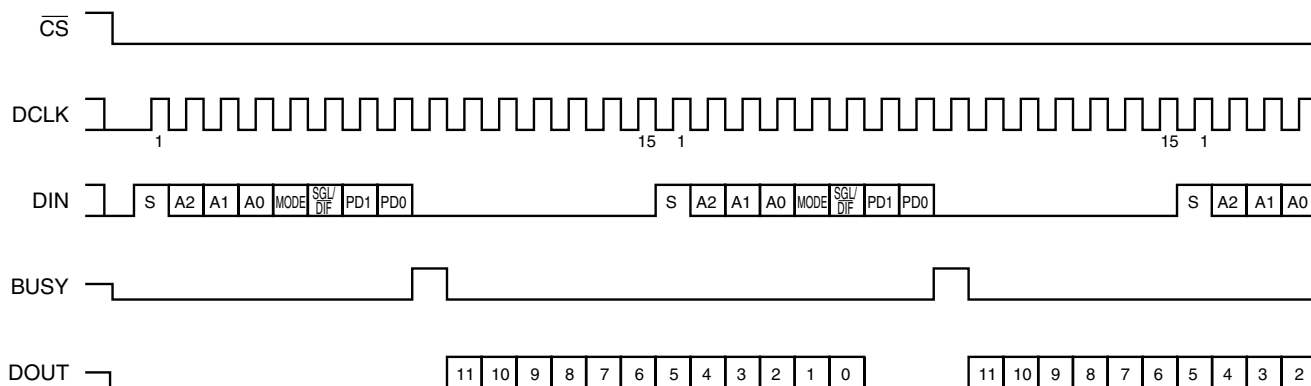 CS
DCLK
1 15 1 15 1
DIN
S A2 A1 A0 MODE SGL/DIF PD1 PD0 S A2 A1 A0 MODE SGL/DIF PD1 PD0 S A2 A1 A0
BUSY
DOUT
11 10 9 8 7 6 5 4 3 2 1 0 11 10 9 8 7 6 5 4 3 2